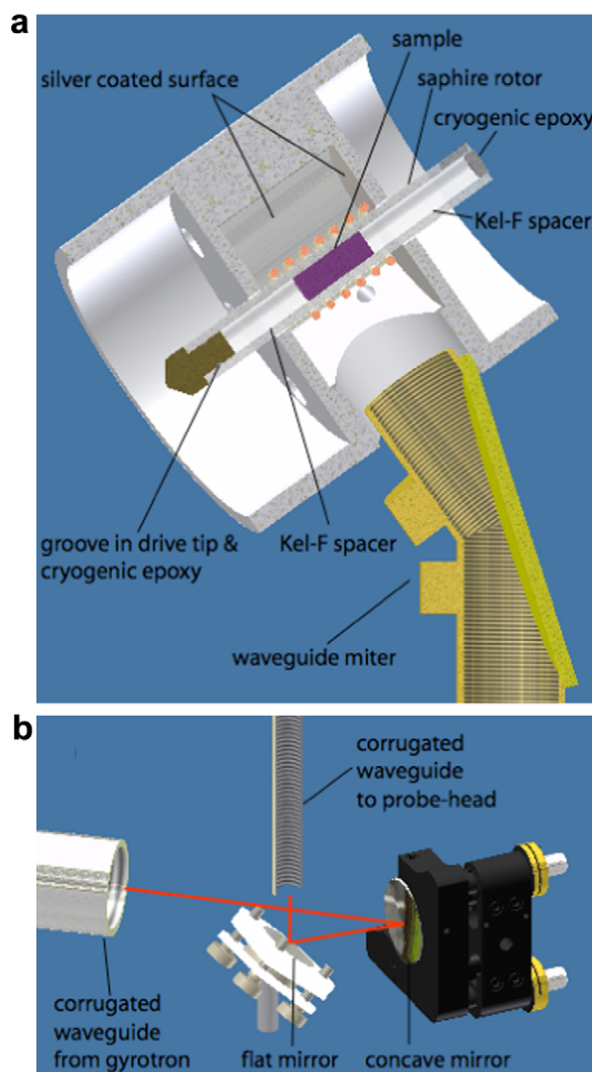 a
sample
silver coated surface
saphire rotor
cryogenic epoxy
Kel-F spacer
groove in drive tip &
cryogenic epoxy
Kel-F spacer
waveguide miter
b
corrugated
waveguide
to probe-head
corrugated
waveguide
from gyrotron
flat mirror
concave mirror